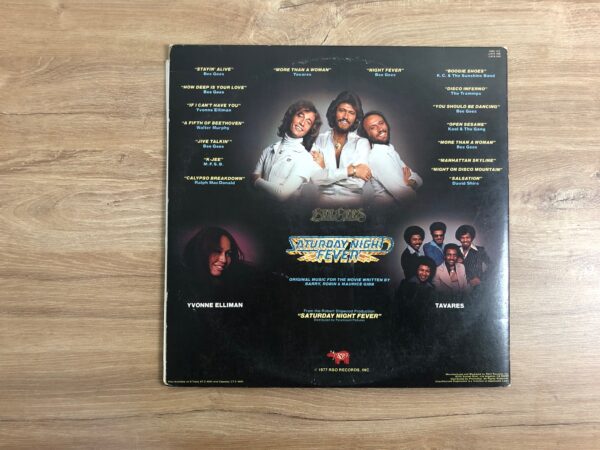 "STAYIN' ALIVE"
Bee Gees
"HOW DEEP IS YOUR LOVE"
Bee Gees
"IF I CAN'T HAVE YOU"
Yvonne Elliman
"A FIFTH OF BEETHOVEN"
Walter Murphy
"JIVE TALKIN'"
Bee Gees
"K-JEE"
M.F.S.B.
"CALYPSO BREAKDOWN"
Ralph MacDonald
"MORE THAN A WOMAN"
Tavares
"NIGHT FEVER"
Bee Gees
"BOOGIE SHOES"
K.C. & The Sunshine Band
"DISCO INFERNO"
The Trammps
"YOU SHOULD BE DANCING"
Bee Gees
"OPEN SESAME"
Kool & The Gang
"MORE THAN A WOMAN"
Bee Gees
"MANHATTAN SKYLINE"
"NIGHT ON DISCO MOUNTAIN"
"SALSATION"
David Shire
BEE GEES
SATURDAY NIGHT
FEVER
ORIGINAL MUSIC FOR THE MOVIE WRITTEN BY
BARRY, ROBIN & MAURICE GIBB
YVONNE ELLIMAN
TAVARES
From the Robert Stigwood Production
"SATURDAY NIGHT FEVER"
Distributed by Paramount Pictures
RSO
© 1977 RSO RECORDS, INC.